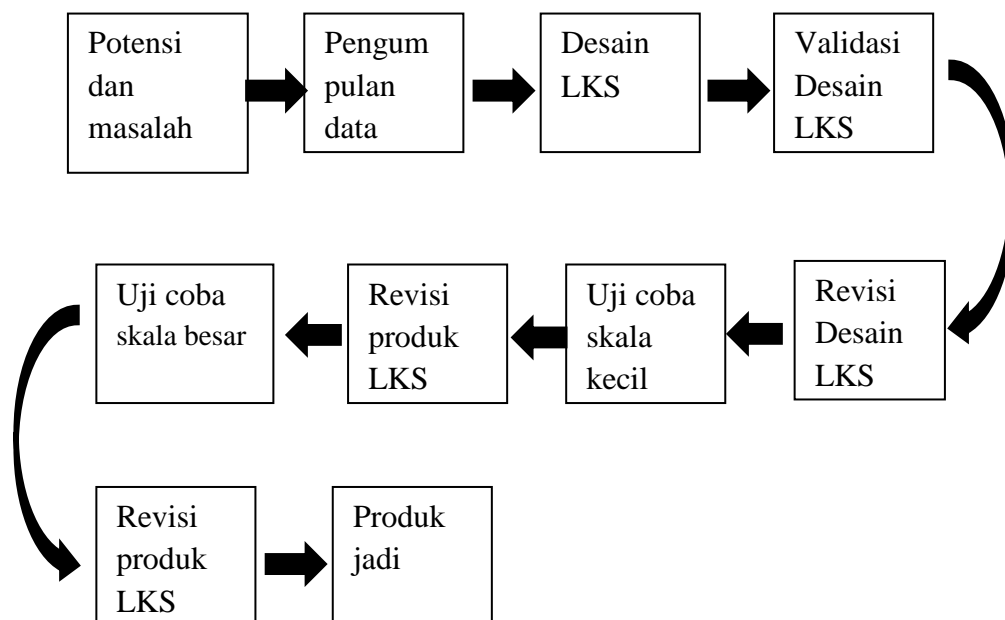 Potensi
dan
masalah
Pengum
pulan
data
Desain
LKS
Validasi
Desain
LKS
Revisi
Desain
LKS
Uji coba
skala
kecil
Revisi
produk
LKS
Uji coba
skala besar
Revisi
produk
LKS
Produk
jadi